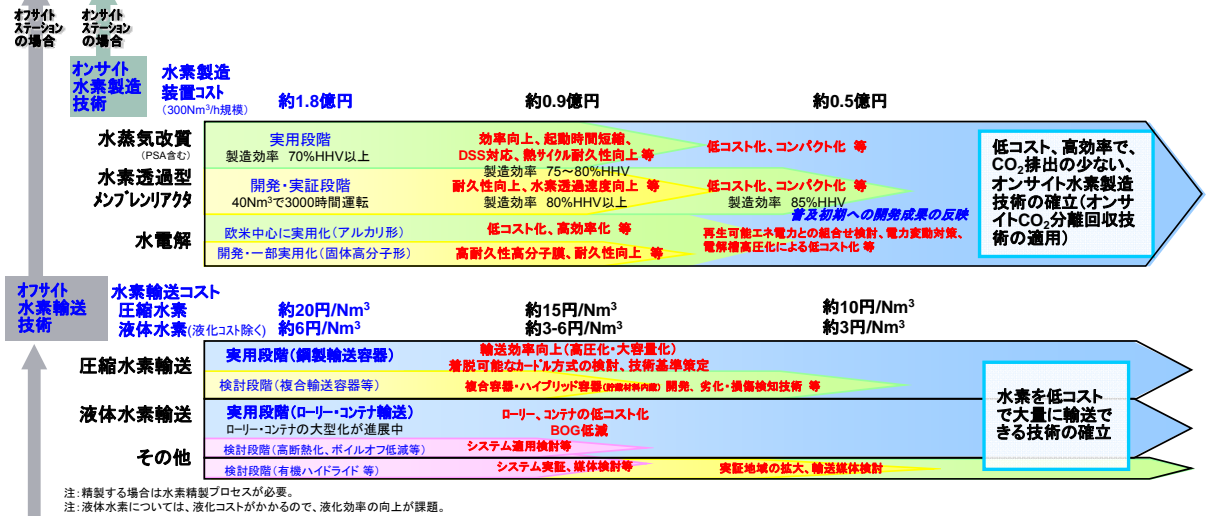 オフサイト
ステーション
の場合
オンサイト
ステーション
の場合
オンサイト
水素製造
技術
水素製造
装置コスト
(300Nm³/h規模)
約1.8億円
約0.9億円
約0.5億円
水蒸気改質
(PSA含む)
実用段階
製造効率 70%HHV以上
効率向上、起動時間短縮、
DSS対応、熱サイクル耐久性向上 等
製造効率 75～80%HHV
低コスト化、コンパクト化 等
水素透過型
メンブレンリアクタ
開発・実証段階
40Nm³で3000時間運転
耐久性向上、水素透過速度向上 等
製造効率 80%HHV以上
低コスト化、コンパクト化 等
製造効率 85%HHV
普及初期への開発成果の反映
水電解
欧米中心に実用化(アルカリ形)
低コスト化、高効率化 等
再生可能エネ電力との組合せ検討、電力変動対策、
電解槽高圧化による低コスト化 等
開発・一部実用化(固体高分子形)
高耐久性高分子膜、耐久性向上 等
低コスト、高効率で、
CO₂排出の少ない、
オンサイト水素製造
技術の確立(オンサ
イトCO₂分離回収技
術の適用)
オフサイト
水素輸送
技術
水素輸送コスト
圧縮水素
約20円/Nm³
約15円/Nm³
約10円/Nm³
液体水素(液化コスト除く)
約6円/Nm³
約3-6円/Nm³
約3円/Nm³
圧縮水素輸送
実用段階(鋼製輸送容器)
輸送効率向上(高圧化・大容量化)
着脱可能なカードル方式の検討、技術基準策定
検討段階(複合輸送容器等)
複合容器・ハイブリッド容器(貯蔵材料内蔵)開発、劣化・損傷検知技術 等
液体水素輸送
実用段階(ローリー・コンテナ輸送)
ローリー・コンテナの大型化が進展中
ローリー、コンテナの低コスト化
BOG低減
検討段階(高断熱化、ボイルオフ低減等)
システム適用検討等
その他
検討段階(有機ハイドライド 等)
システム実証、媒体検討等
実証地域の拡大、輸送媒体検討
水素を低コスト
で大量に輸送で
きる技術の確立
注:精製する場合は水素精製プロセスが必要。
注:液体水素については、液化コストがかかるので、液化効率の向上が課題。